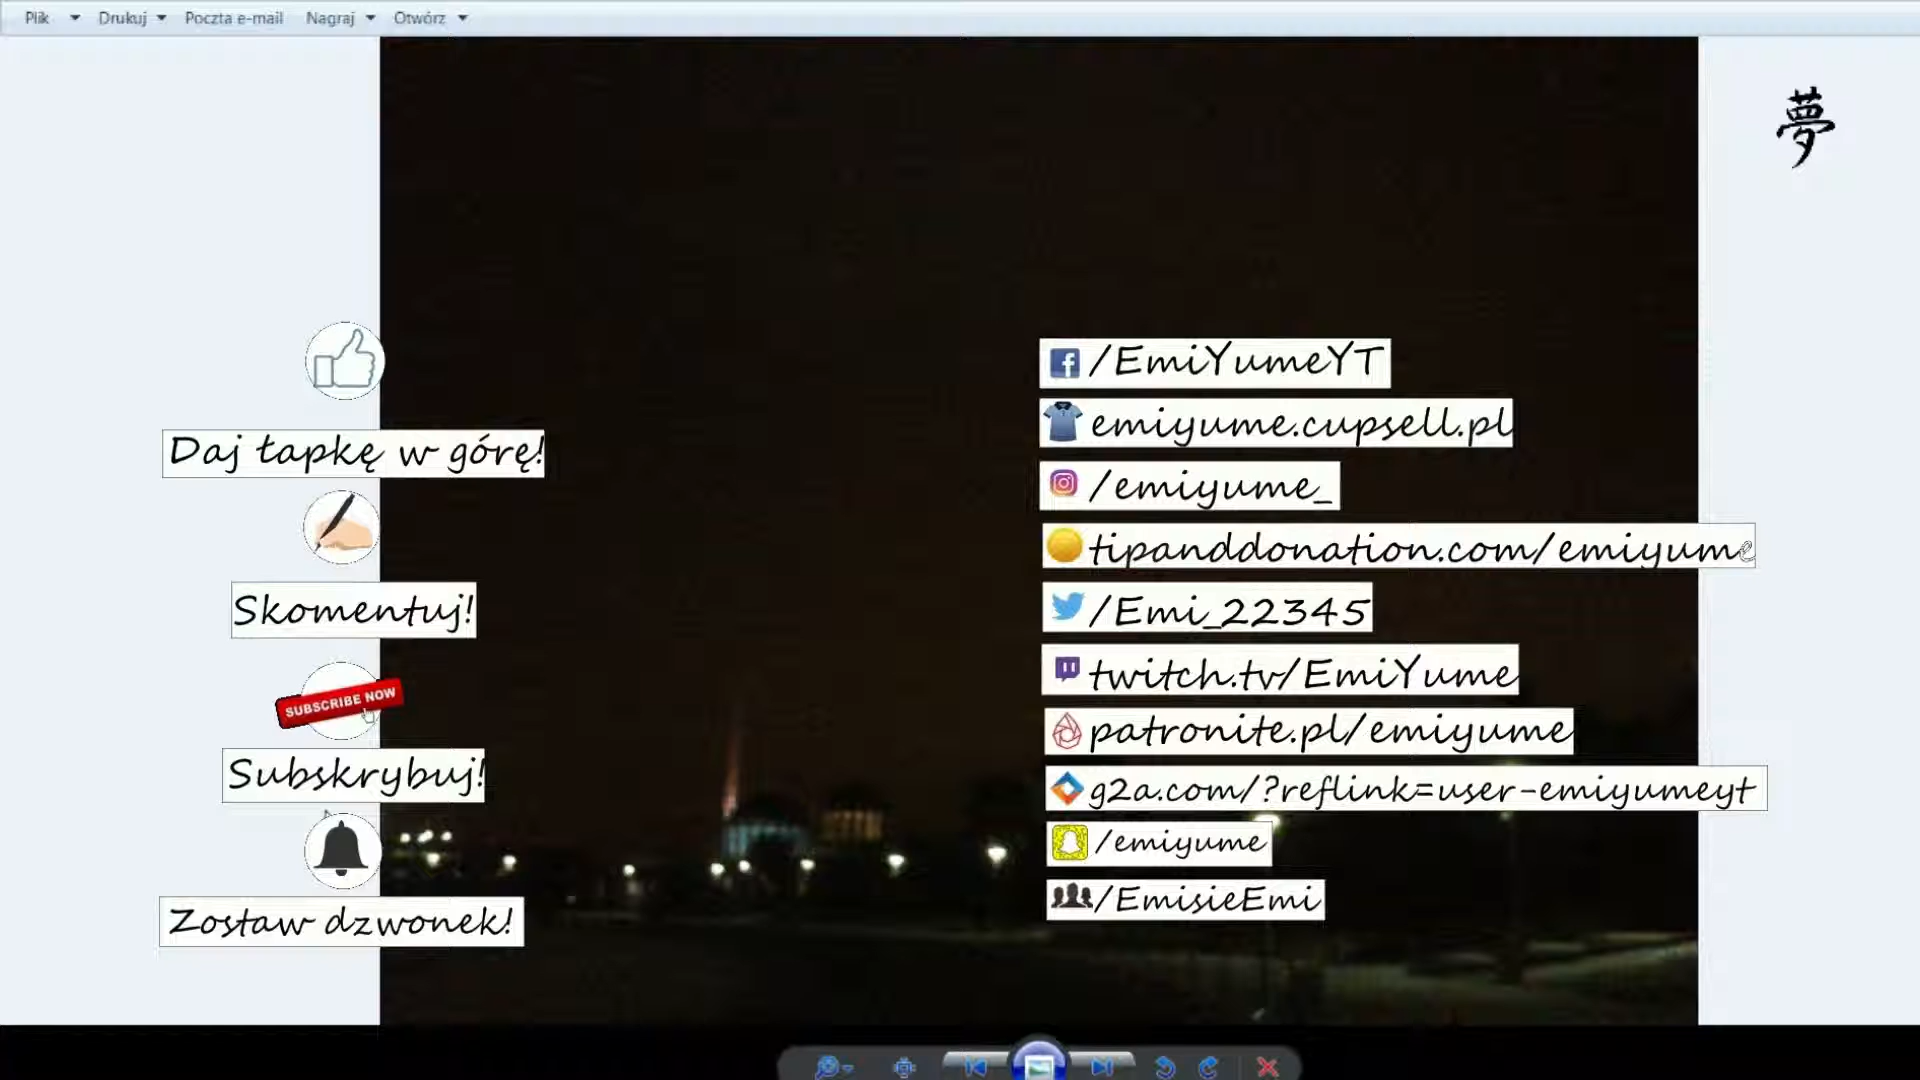 Plik Drukuj Poczta e-mail Nagraj Otwórz
夢
Daj łapkę w górę!
Skomentuj!
SUBSCRIBE NOW
Subskrybuj!
Zostaw dzwonek!
/EmiYumeYT
emiyume.cupsell.pl
/emiyume_
tipanddonation.com/emiyume
/Emi_22345
twitch.tv/EmiYume
patronite.pl/emiyume
g2a.com/?reflink=user-emiyumeyt
/emiyume
/EmisieEmi